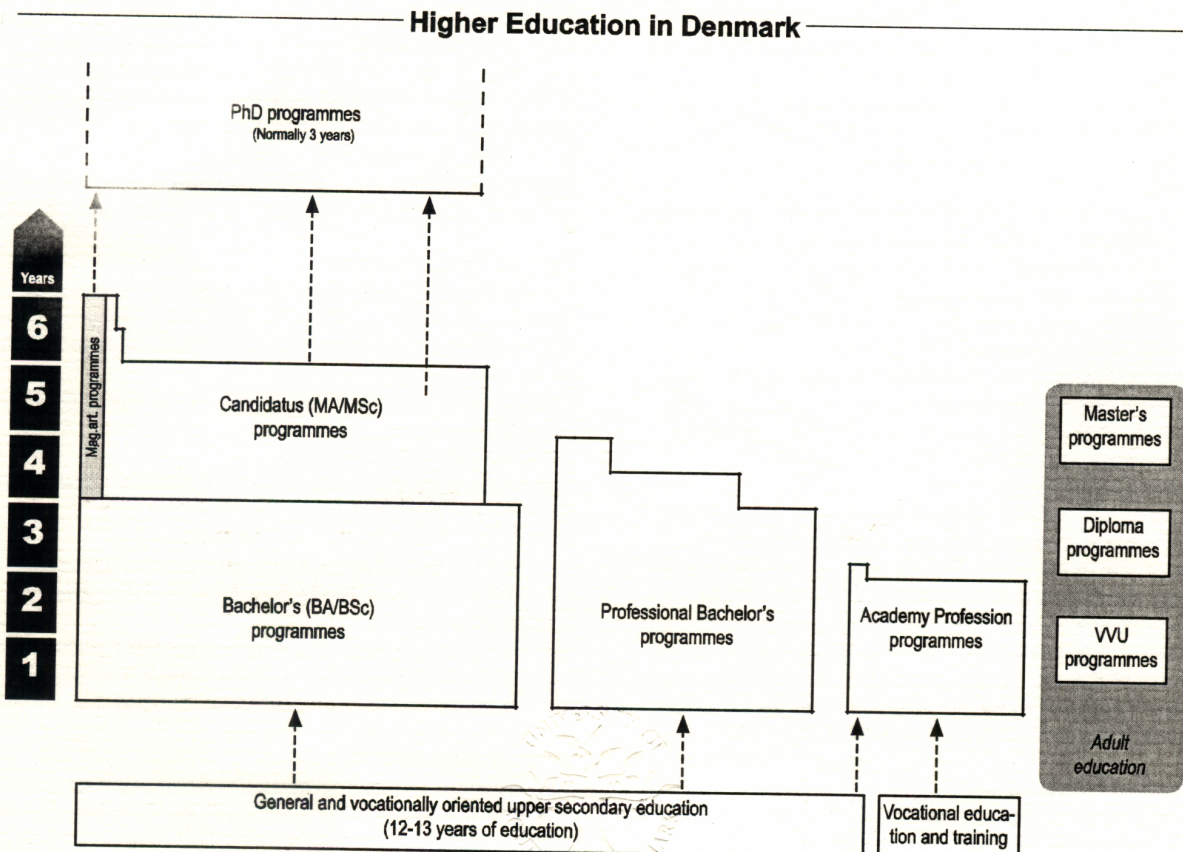 Higher Education in Denmark
PhD programmes
(Normally 3 years)
Years
6
5
4
3
2
1
Mag.art. programmes
Candidatus (MA/MSc)
programmes
Bachelor's (BA/BSc)
programmes
Professional Bachelor's
programmes
Academy Profession
programmes
Master's
programmes
Diploma
programmes
VVU
programmes
Adult
education
General and vocationally oriented upper secondary education
(12-13 years of education)
Vocational educa-
tion and training